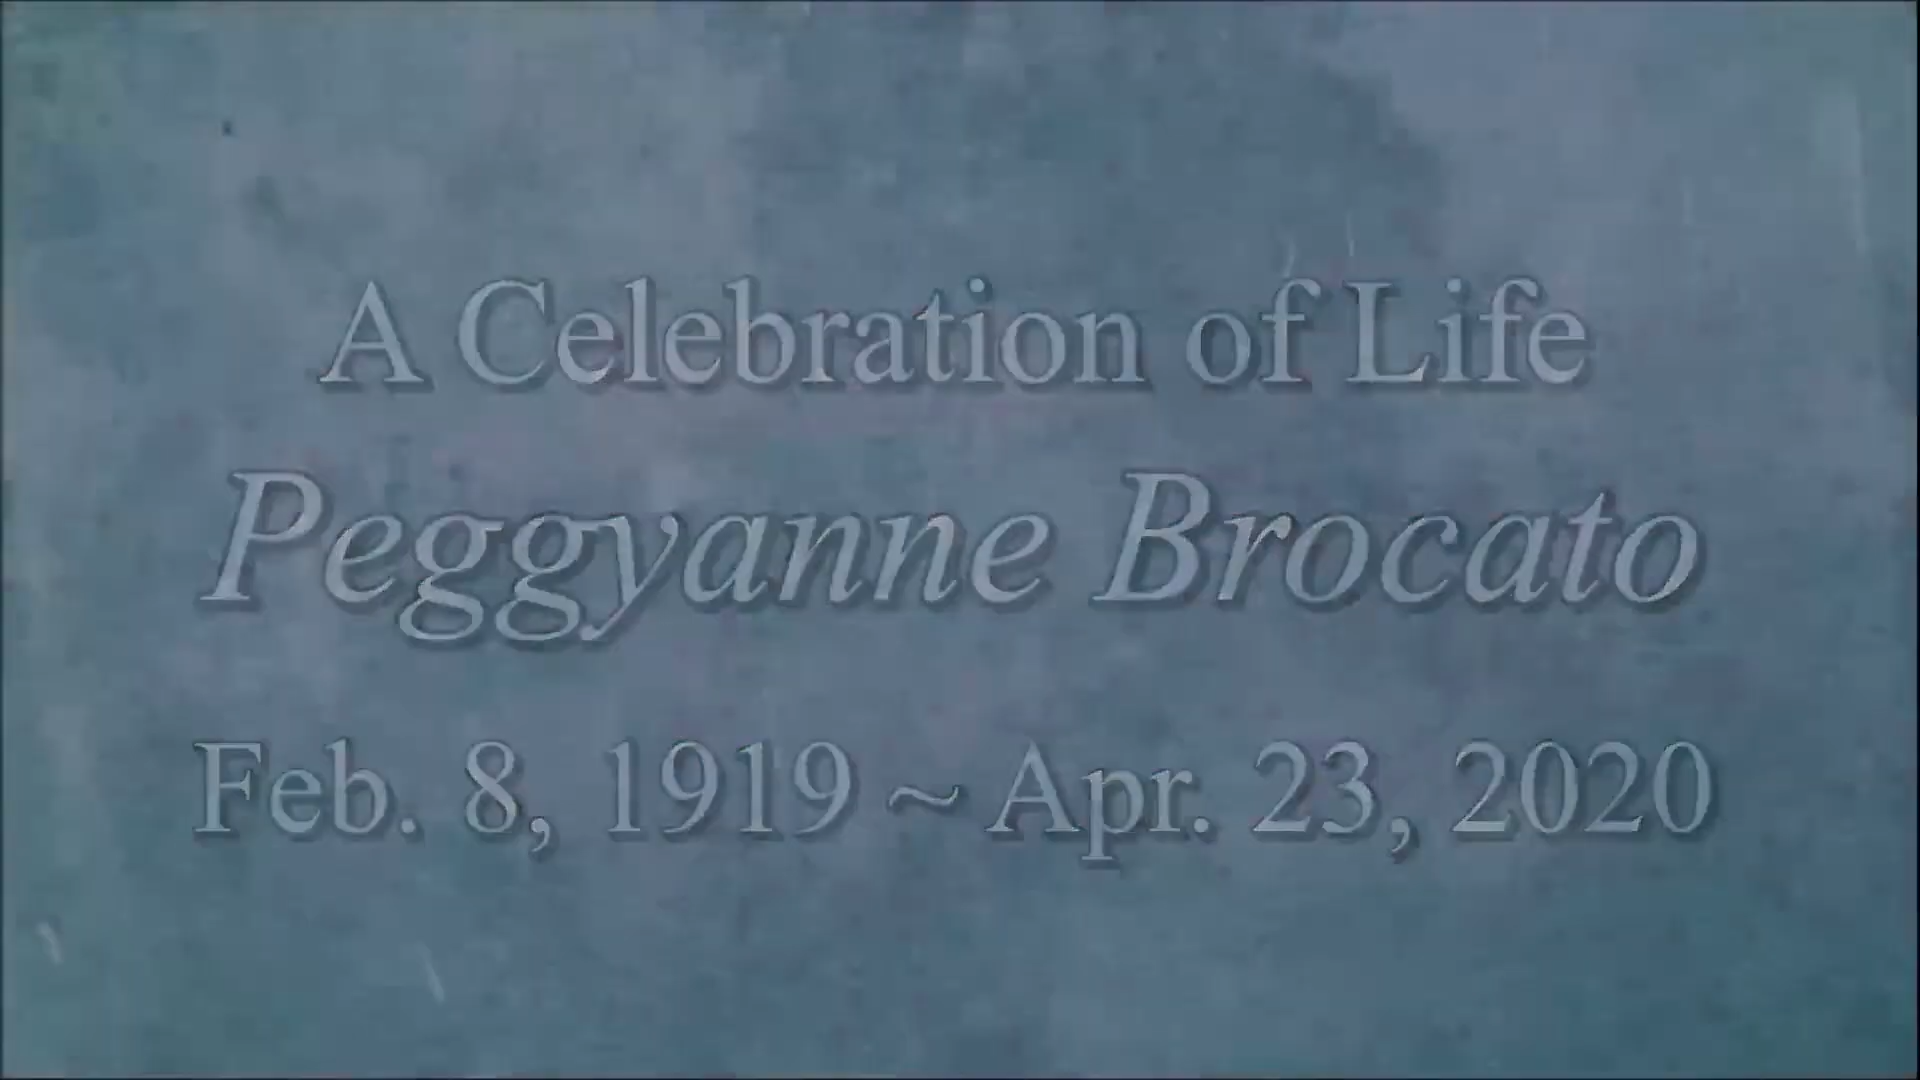 A Celebration of Life
Peggyanne Brocato
Feb. 8, 1919 ~ Apr. 23, 2020